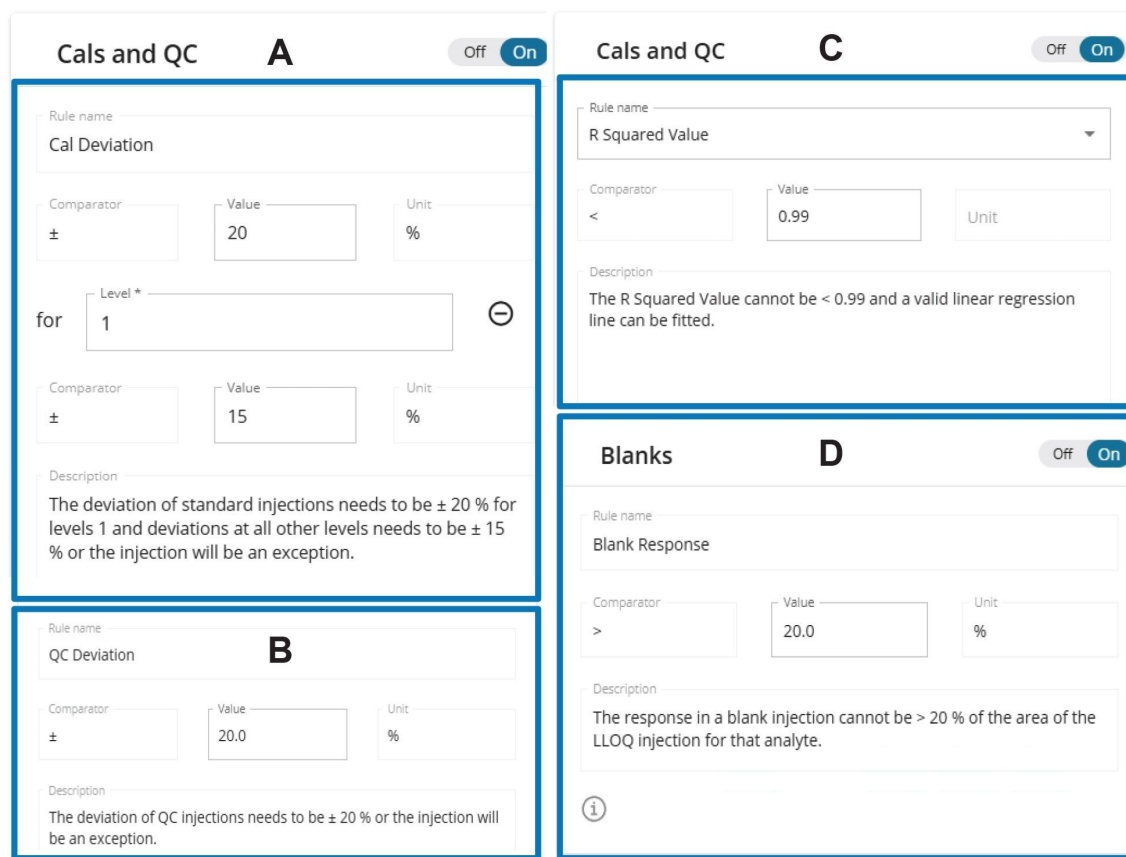 Cals and QC A Off On
Rule name
Cal Deviation
Comparator Value Unit
± 20 %
Level *
for 1
Comparator Value Unit
± 15 %
Description
The deviation of standard injections needs to be ± 20 % for
levels 1 and deviations at all other levels needs to be ± 15
% or the injection will be an exception.
Rule name
QC Deviation B
Comparator Value Unit
± 20.0 %
Description
The deviation of QC injections needs to be ± 20 % or the injection will
be an exception.
Cals and QC C Off On
Rule name
R Squared Value
Comparator Value
< 0.99 Unit
Description
The R Squared Value cannot be < 0.99 and a valid linear regression
line can be fitted.
Blanks D Off On
Rule name
Blank Response
Comparator Value Unit
> 20.0 %
Description
The response in a blank injection cannot be > 20 % of the area of the
LLOQ injection for that analyte.